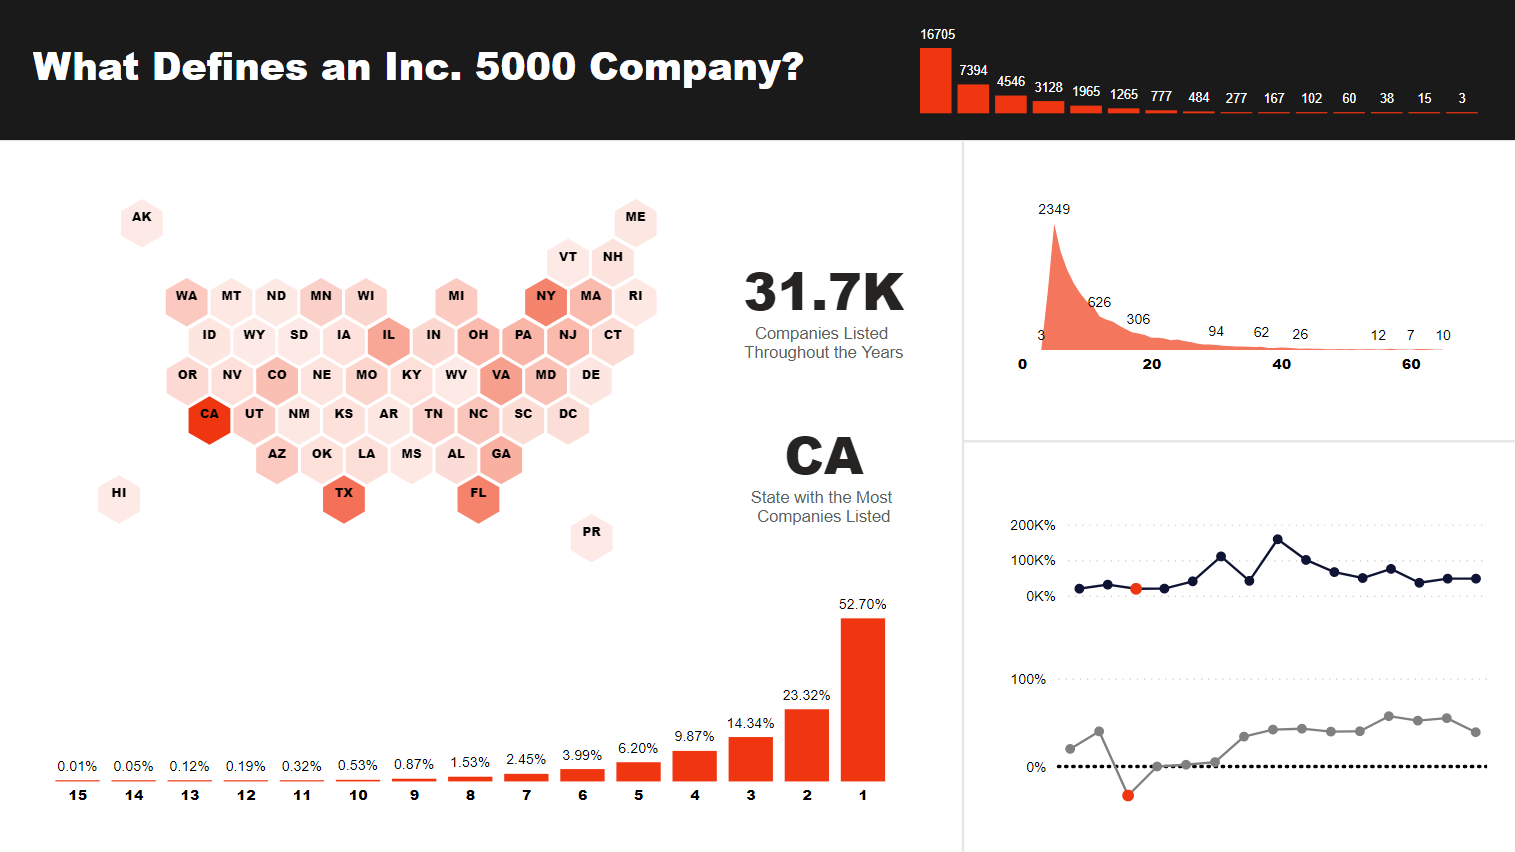 What Defines an Inc. 5000 Company?
16705 7394 4546 3128 1965 1265 777 484 277 167 102 60 38 15 3
AK ME
VT NH
WA MT ND MN WI MI NY MA RI
ID WY SD IA IL IN OH PA NJ CT
OR NV CO NE MO KY WV VA MD DE
CA UT NM KS AR TN NC SC DC
AZ OK LA MS AL GA
HI TX FL
PR
31.7K
Companies Listed
Throughout the Years
CA
State with the Most
Companies Listed
0.01% 0.05% 0.12% 0.19% 0.32% 0.53% 0.87% 1.53% 2.45% 3.99% 6.20% 9.87% 14.34% 23.32% 52.70%
15 14 13 12 11 10 9 8 7 6 5 4 3 2 1
2349
626
306
3 94 62 26 12 7 10
0 20 40 60
200K%
100K%
0K%
100%
0%